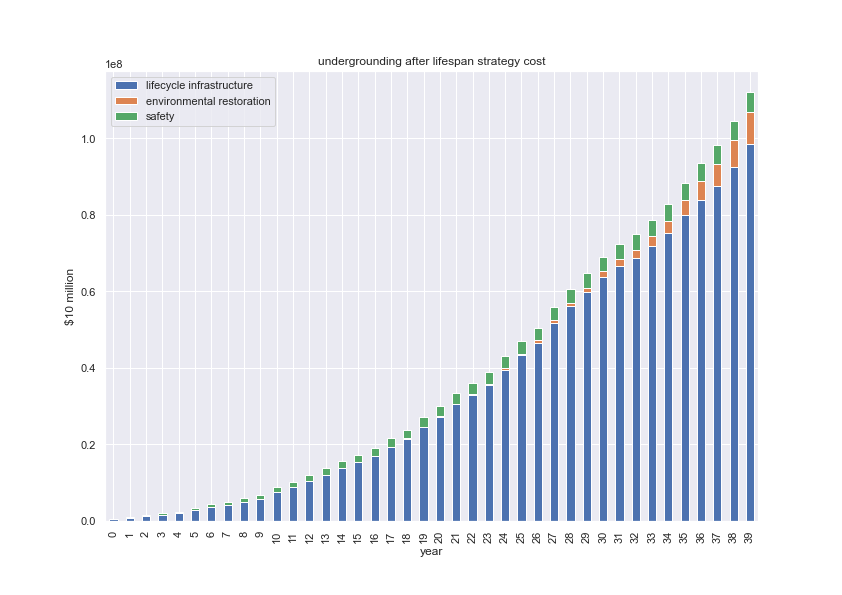 undergrounding after lifespan strategy cost
1e8
lifecycle infrastructure
environmental restoration
safety
1.0
0.8
0.6
0.4
0.2
0.0
$10 million
0 1 2 3 4 5 6 7 8 9 10 11 12 13 14 15 16 17 18 19 20 21 22 23 24 25 26 27 28 29 30 31 32 33 34 35 36 37 38 39
year